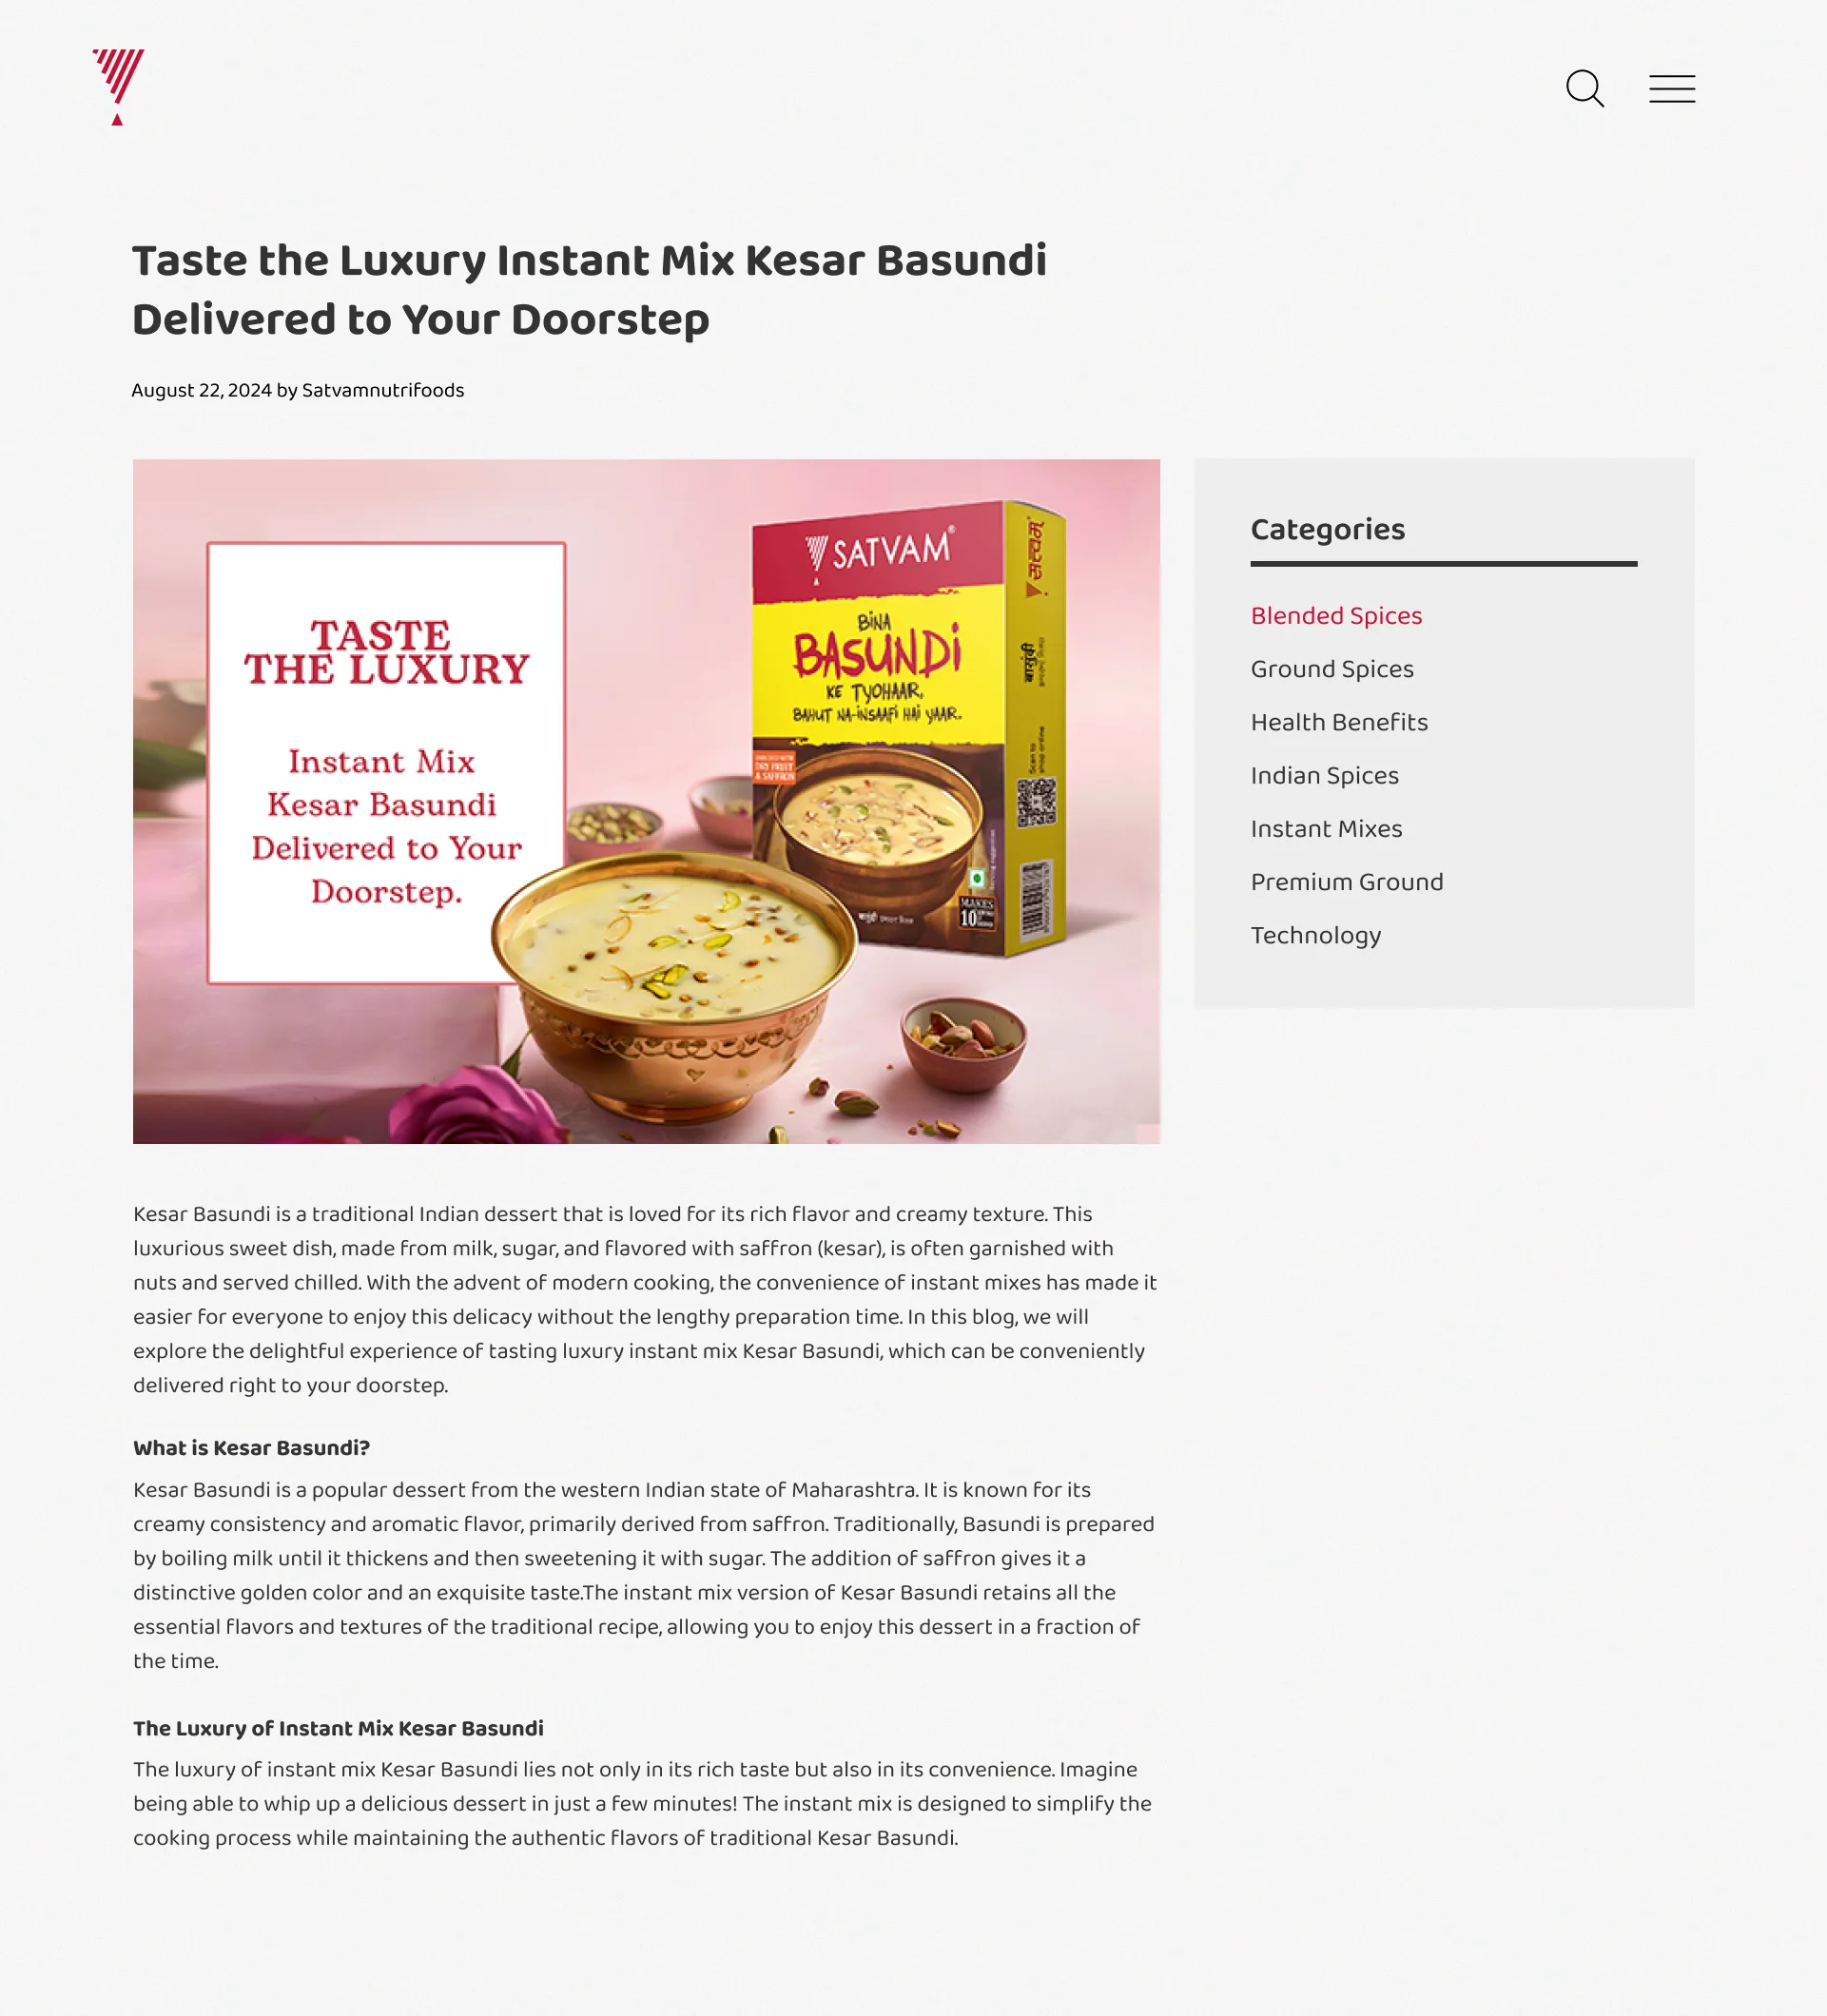 Taste the Luxury Instant Mix Kesar Basundi
Delivered to Your Doorstep
August 22, 2024 by Satvamnutrifoods
TASTE
THE LUXURY
Instant Mix
Kesar Basundi
Delivered to Your
Doorstep.
SATVAM®
BiNA
BASUNDi
KE TYOHAAR,
BAHUT NA-iNSAAFi HAi YAAR.
DRY FRUIT
& SAFFRON
MAKES
10
बासुंदी
सत्वम्
बासुंदी
Scan to
shop online
Categories
Blended Spices
Ground Spices
Health Benefits
Indian Spices
Instant Mixes
Premium Ground
Technology
Kesar Basundi is a traditional Indian dessert that is loved for its rich flavor and creamy texture. This
luxurious sweet dish, made from milk, sugar, and flavored with saffron (kesar), is often garnished with
nuts and served chilled. With the advent of modern cooking, the convenience of instant mixes has made it
easier for everyone to enjoy this delicacy without the lengthy preparation time. In this blog, we will
explore the delightful experience of tasting luxury instant mix Kesar Basundi, which can be conveniently
delivered right to your doorstep.
What is Kesar Basundi?
Kesar Basundi is a popular dessert from the western Indian state of Maharashtra. It is known for its
creamy consistency and aromatic flavor, primarily derived from saffron. Traditionally, Basundi is prepared
by boiling milk until it thickens and then sweetening it with sugar. The addition of saffron gives it a
distinctive golden color and an exquisite taste.The instant mix version of Kesar Basundi retains all the
essential flavors and textures of the traditional recipe, allowing you to enjoy this dessert in a fraction of
the time.
The Luxury of Instant Mix Kesar Basundi
The luxury of instant mix Kesar Basundi lies not only in its rich taste but also in its convenience. Imagine
being able to whip up a delicious dessert in just a few minutes! The instant mix is designed to simplify the
cooking process while maintaining the authentic flavors of traditional Kesar Basundi.